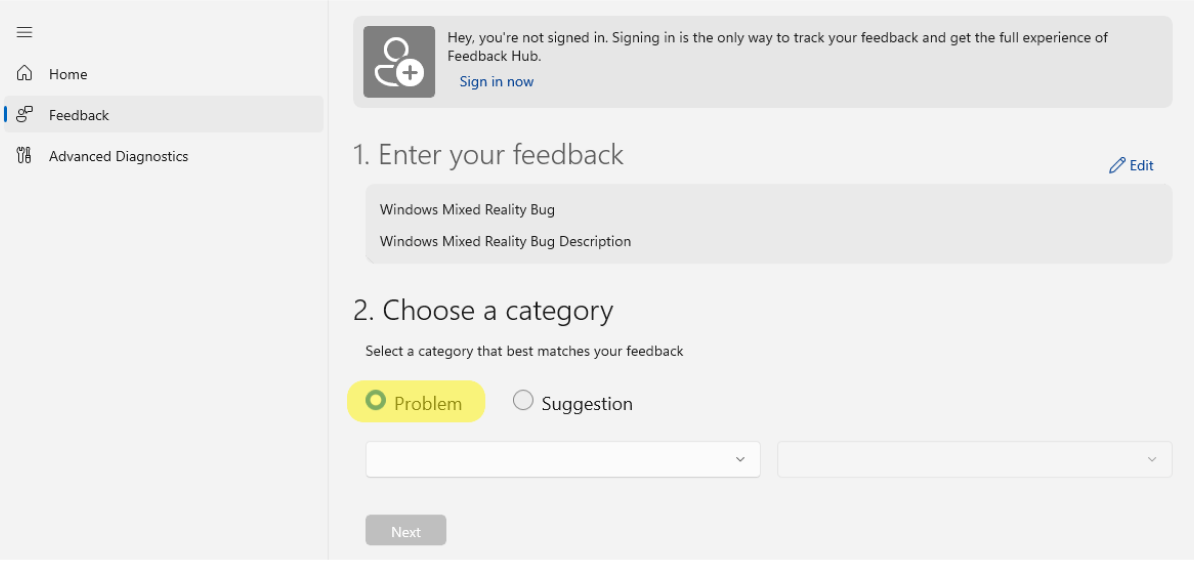 Home
Feedback
Advanced Diagnostics
Hey, you're not signed in. Signing in is the only way to track your feedback and get the full experience of
Feedback Hub.
Sign in now
1. Enter your feedback
Edit
Windows Mixed Reality Bug
Windows Mixed Reality Bug Description
2. Choose a category
Select a category that best matches your feedback
Problem
Suggestion
Next